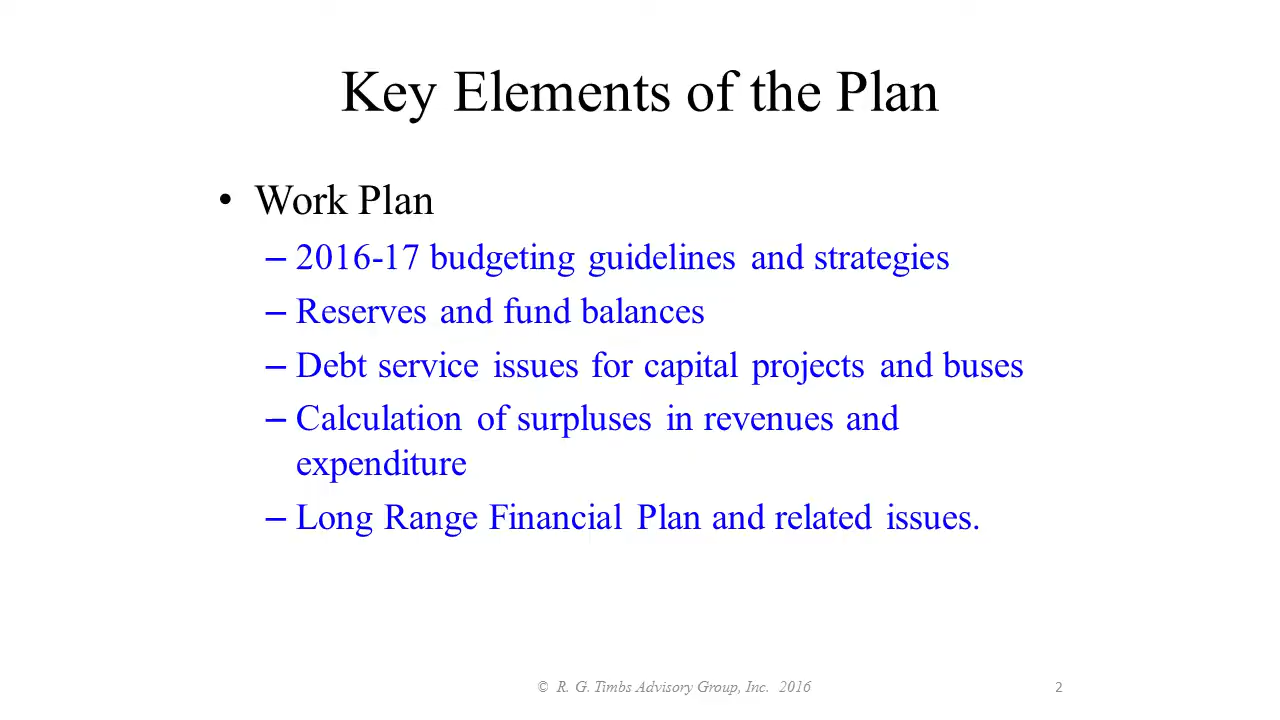 Key Elements of the Plan
• Work Plan
– 2016-17 budgeting guidelines and strategies
– Reserves and fund balances
– Debt service issues for capital projects and buses
– Calculation of surpluses in revenues and
expenditure
– Long Range Financial Plan and related issues.
© R. G. Timbs Advisory Group, Inc. 2016
2